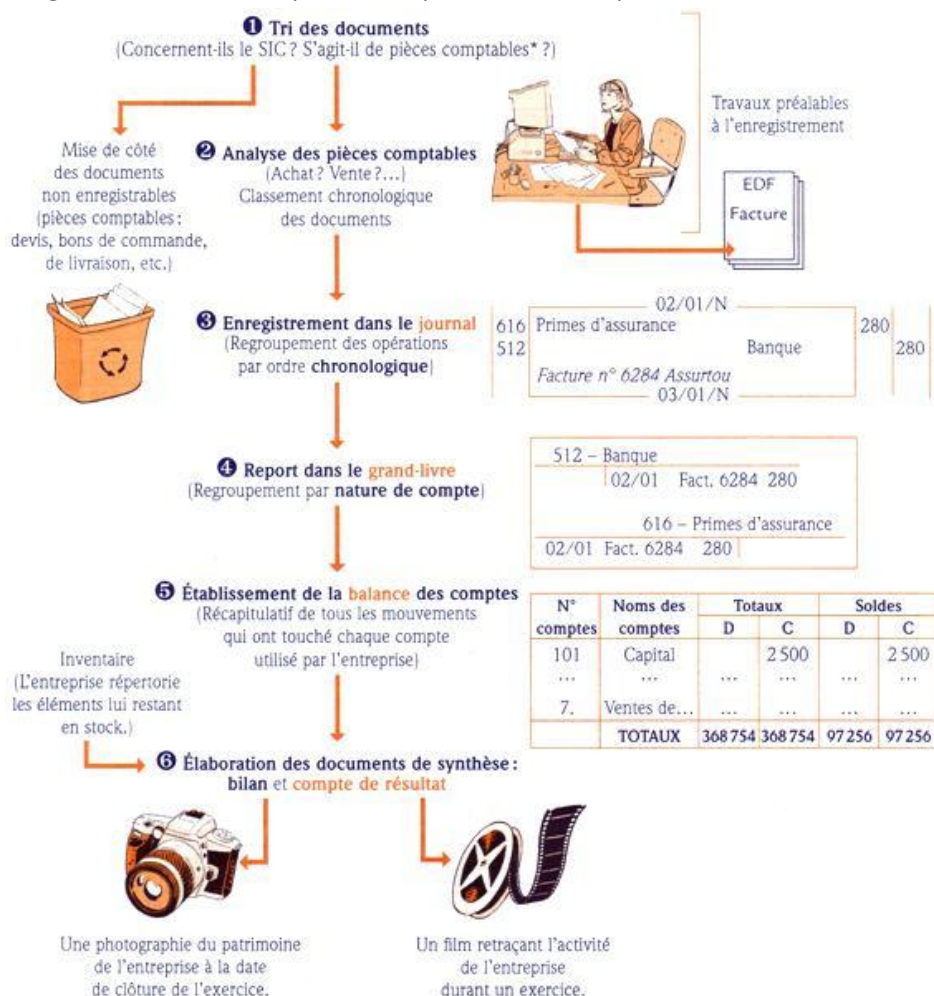 ❶ Tri des documents
(Concernent-ils le SIC ? S'agit-il de pièces comptables* ?)
Travaux préalables
à l'enregistrement
Mise de côté
des documents
non enregistrables
(pièces comptables :
devis, bons de commande,
de livraison, etc.)
❷ Analyse des pièces comptables
(Achat ? Vente ?...)
Classement chronologique
des documents
EDF
Facture
❸ Enregistrement dans le journal
(Regroupement des opérations
par ordre chronologique)
02/01/N
616 Primes d'assurance 280
512 Banque 280
Facture n° 6284 Assurtou
03/01/N
❹ Report dans le grand-livre
(Regroupement par nature de compte)
512 – Banque
02/01 Fact. 6284 280
616 – Primes d'assurance
02/01 Fact. 6284 280
❺ Établissement de la balance des comptes
(Récapitulatif de tous les mouvements
qui ont touché chaque compte
utilisé par l'entreprise)
N° comptes Noms des comptes Totaux Soldes
D C D C
101 Capital 2 500 2 500
... ... ... ... ... ...
7. Ventes de... ... ... ... ...
TOTAUX 368 754 368 754 97 256 97 256
Inventaire
(L'entreprise répertorie
les éléments lui restant
en stock.)
❻ Élaboration des documents de synthèse :
bilan et compte de résultat
Une photographie du patrimoine
de l'entreprise à la date
de clôture de l'exercice.
Un film retraçant l'activité
de l'entreprise
durant un exercice.